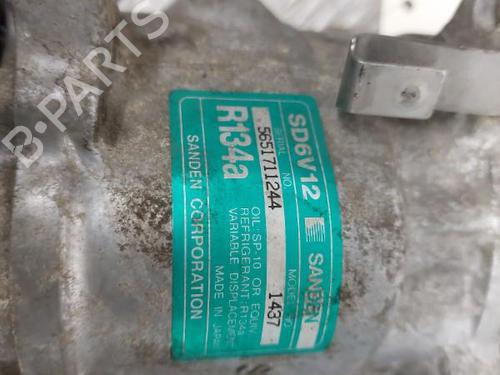 SD6V12 SANDEN
SERIAL NO. MODEL NO.
5651711244 1437
R134a
OIL:SP-10 OR EQUIV.
REFRIGERANT:R134a
VARIABLE DISPLACEMENT
SANDEN CORPORATION MADE IN JAPAN
B-PARTS